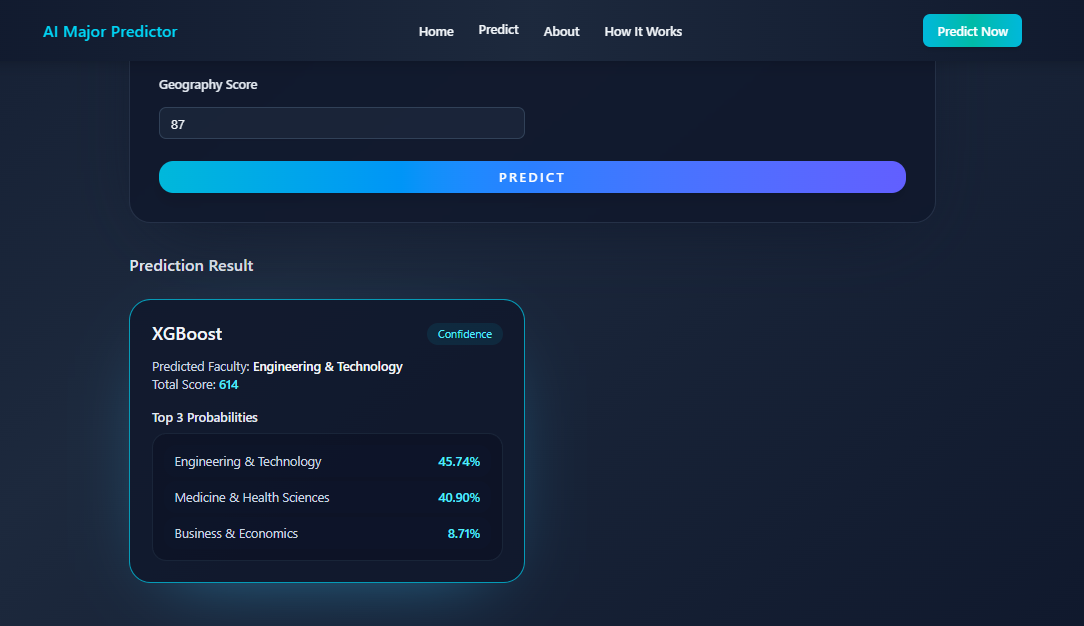 AI Major Predictor Home Predict About How It Works Predict Now
Geography Score
87
PREDICT
Prediction Result
XGBoost Confidence
Predicted Faculty: Engineering & Technology
Total Score: 614
Top 3 Probabilities
Engineering & Technology 45.74%
Medicine & Health Sciences 40.90%
Business & Economics 8.71%